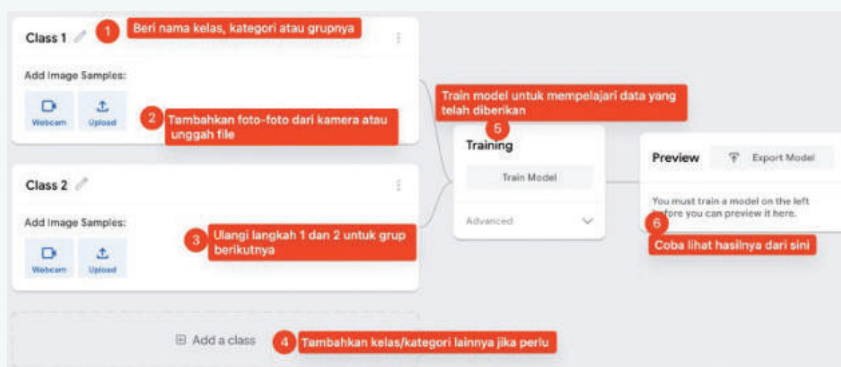 Class 1
1
Beri nama kelas, kategori atau grupnya
Add Image Samples:
Webcam
Upload
2
Tambahkan foto-foto dari kamera atau
unggah file
Class 2
Add Image Samples:
Webcam
Upload
3
Ulangi langkah 1 dan 2 untuk grup
berikutnya
Add a class
4
Tambahkan kelas/kategori lainnya jika perlu
Train model untuk mempelajari data yang
telah diberikan
5
Training
Train Model
Advanced
Preview
Export Model
You must train a model on the left
before you can preview it here.
6
Coba lihat hasilnya dari sini